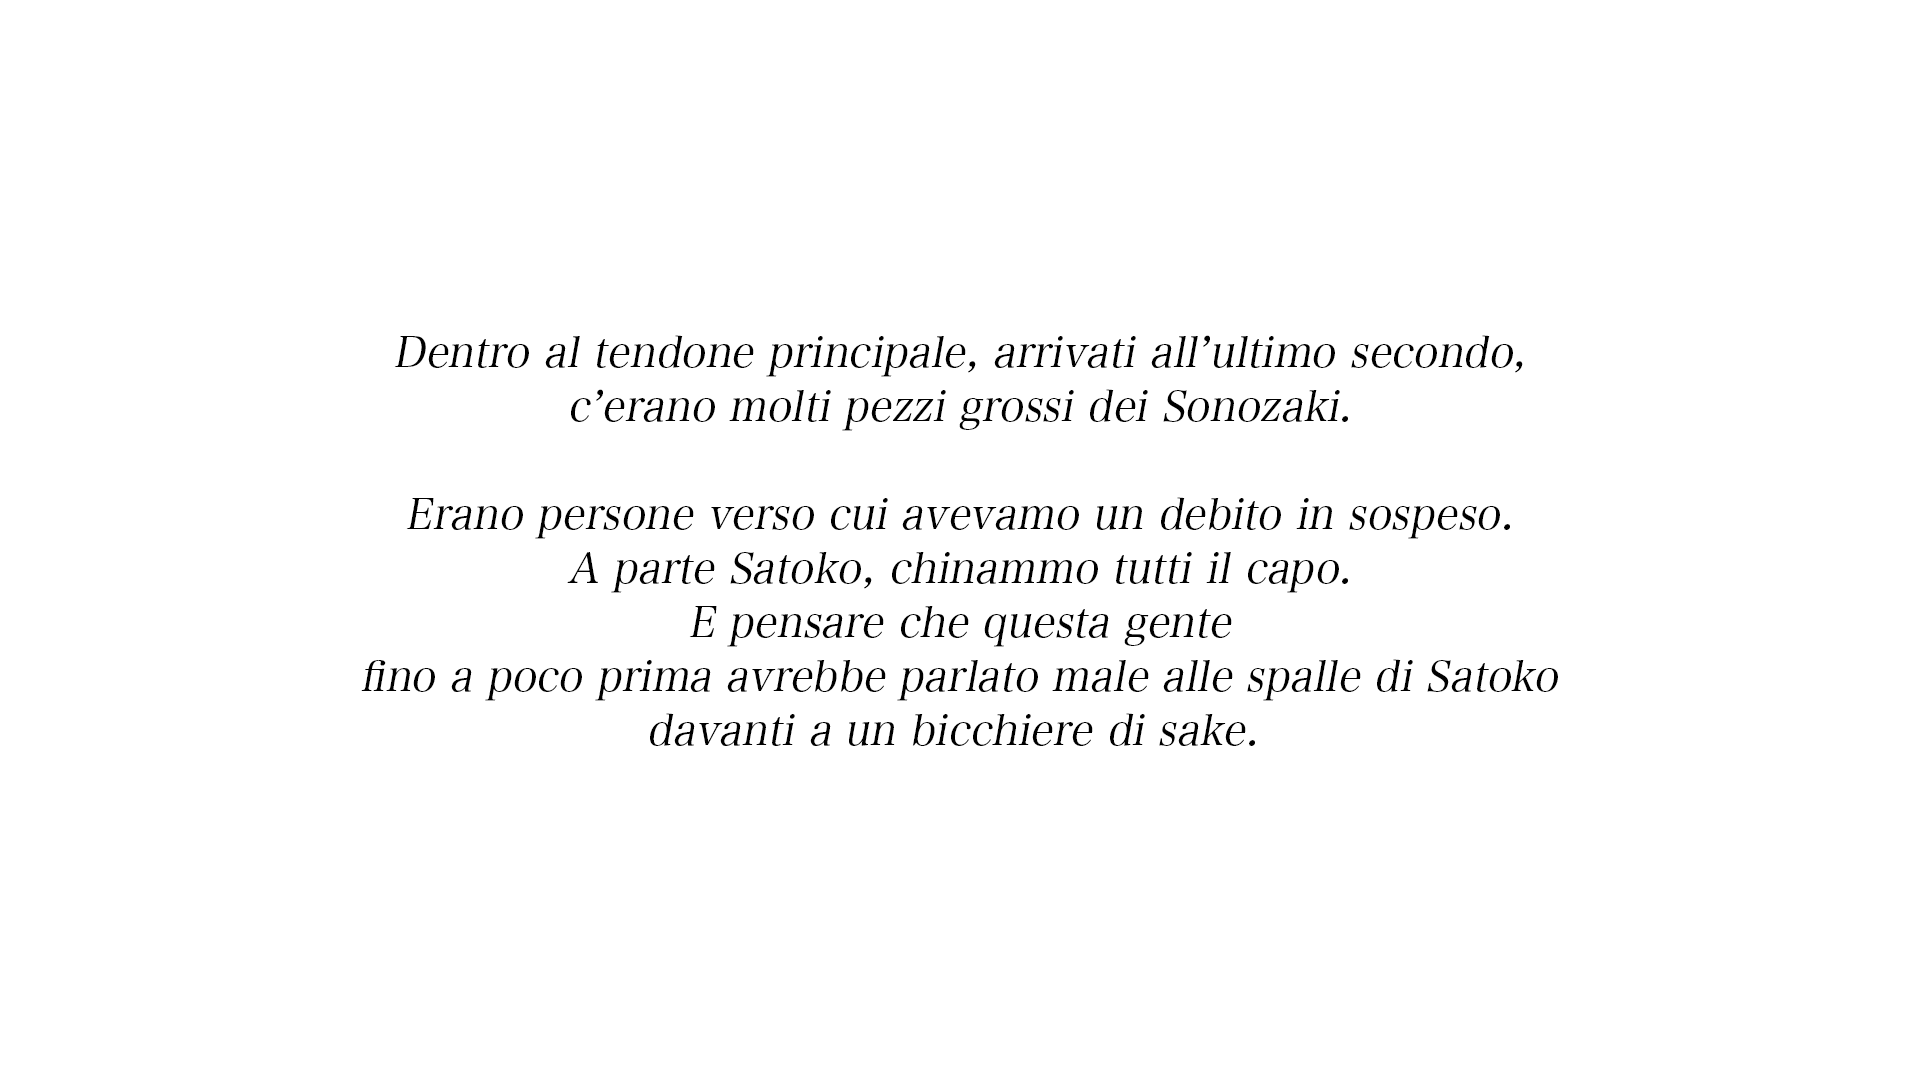 Dentro al tendone principale, arrivati all’ultimo secondo,
c’erano molti pezzi grossi dei Sonozaki.
Erano persone verso cui avevamo un debito in sospeso.
A parte Satoko, chinammo tutti il capo.
E pensare che questa gente
fino a poco prima avrebbe parlato male alle spalle di Satoko
davanti a un bicchiere di sake.